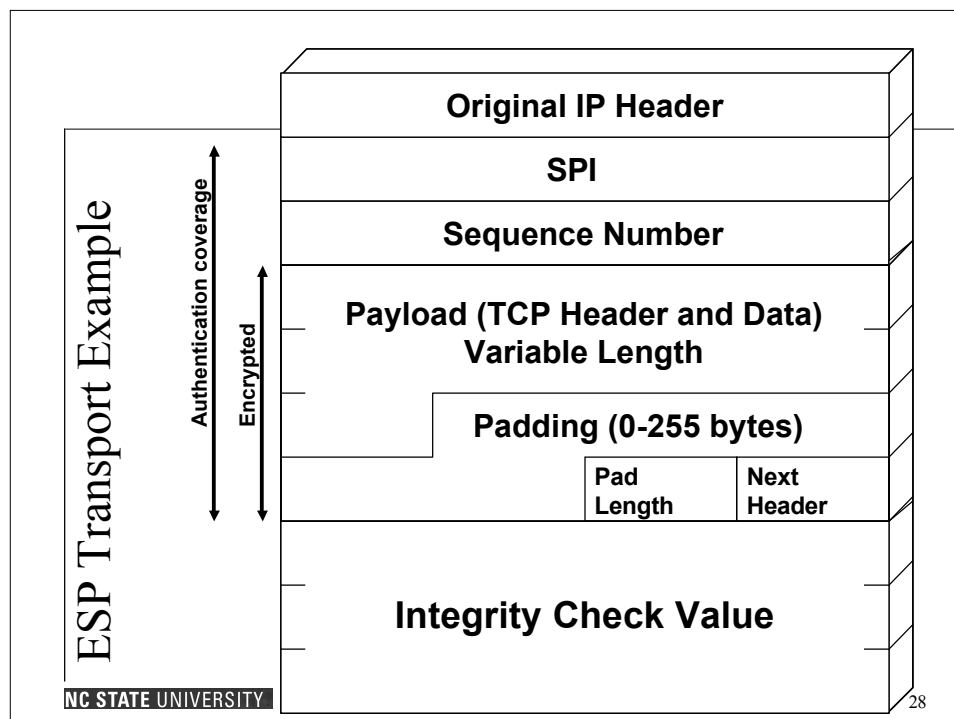 ESP Transport Example
Authentication coverage
Encrypted
Original IP Header
SPI
Sequence Number
Payload (TCP Header and Data)
Variable Length
Padding (0-255 bytes)
Pad
Length
Next
Header
Integrity Check Value
NC STATE UNIVERSITY
28